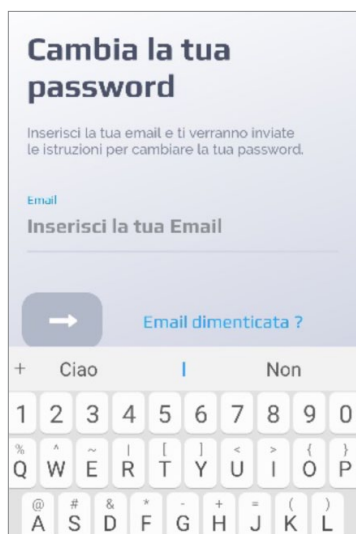 Cambia la tua
password
Inserisci la tua email e ti verranno inviate
le istruzioni per cambiare la tua password.
Email
Inserisci la tua Email
Email dimenticata ?
+ Ciao I Non
1 2 3 4 5 6 7 8 9 0
% ^ ~ | [ ] < > { }
Q W E R T Y U I O P
@ # & * - + = ( )
A S D F G H J K L